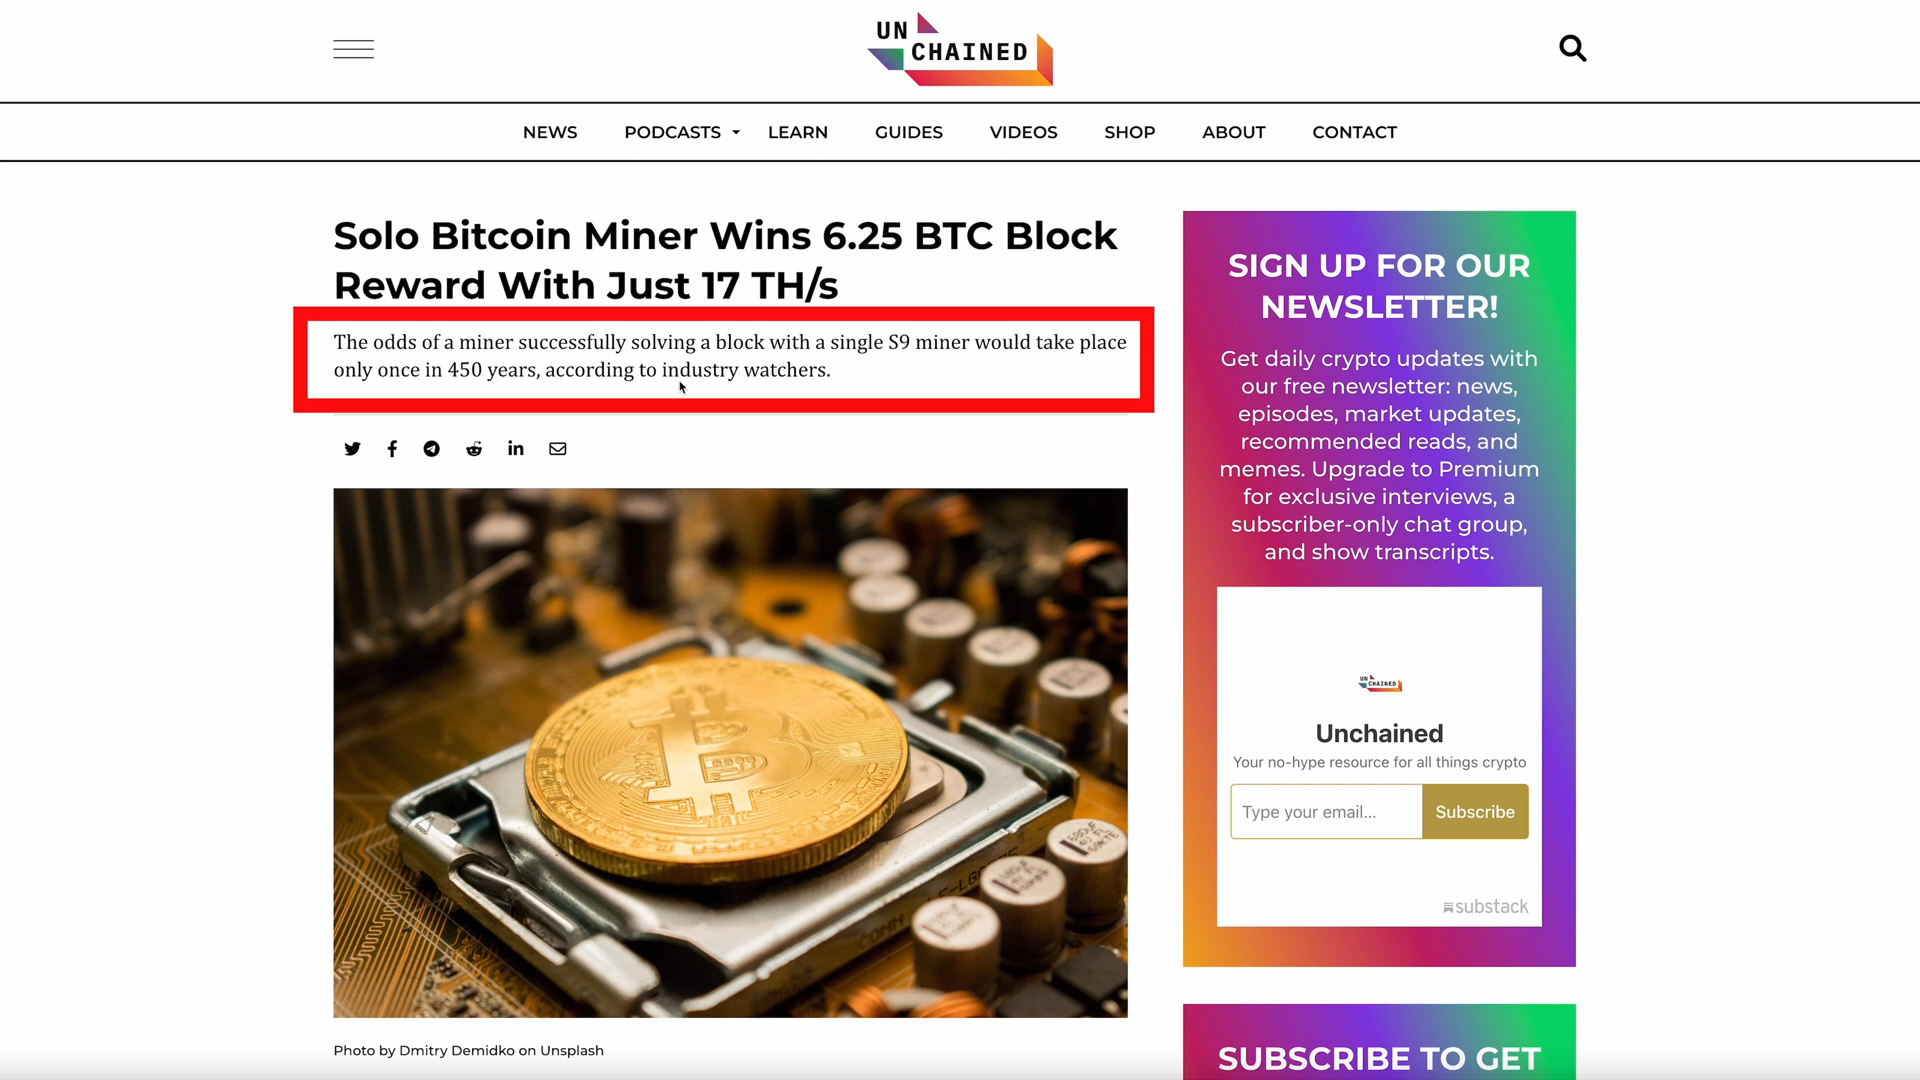 UN
CHAINED
NEWS PODCASTS LEARN GUIDES VIDEOS SHOP ABOUT CONTACT
Solo Bitcoin Miner Wins 6.25 BTC Block
Reward With Just 17 TH/s
The odds of a miner successfully solving a block with a single S9 miner would take place
only once in 450 years, according to industry watchers.
Photo by Dmitry Demidko on Unsplash
SIGN UP FOR OUR
NEWSLETTER!
Get daily crypto updates with
our free newsletter: news,
episodes, market updates,
recommended reads, and
memes. Upgrade to Premium
for exclusive interviews, a
subscriber-only chat group,
and show transcripts.
UN
CHAINED
Unchained
Your no-hype resource for all things crypto
Type your email... Subscribe
substack
SUBSCRIBE TO GET